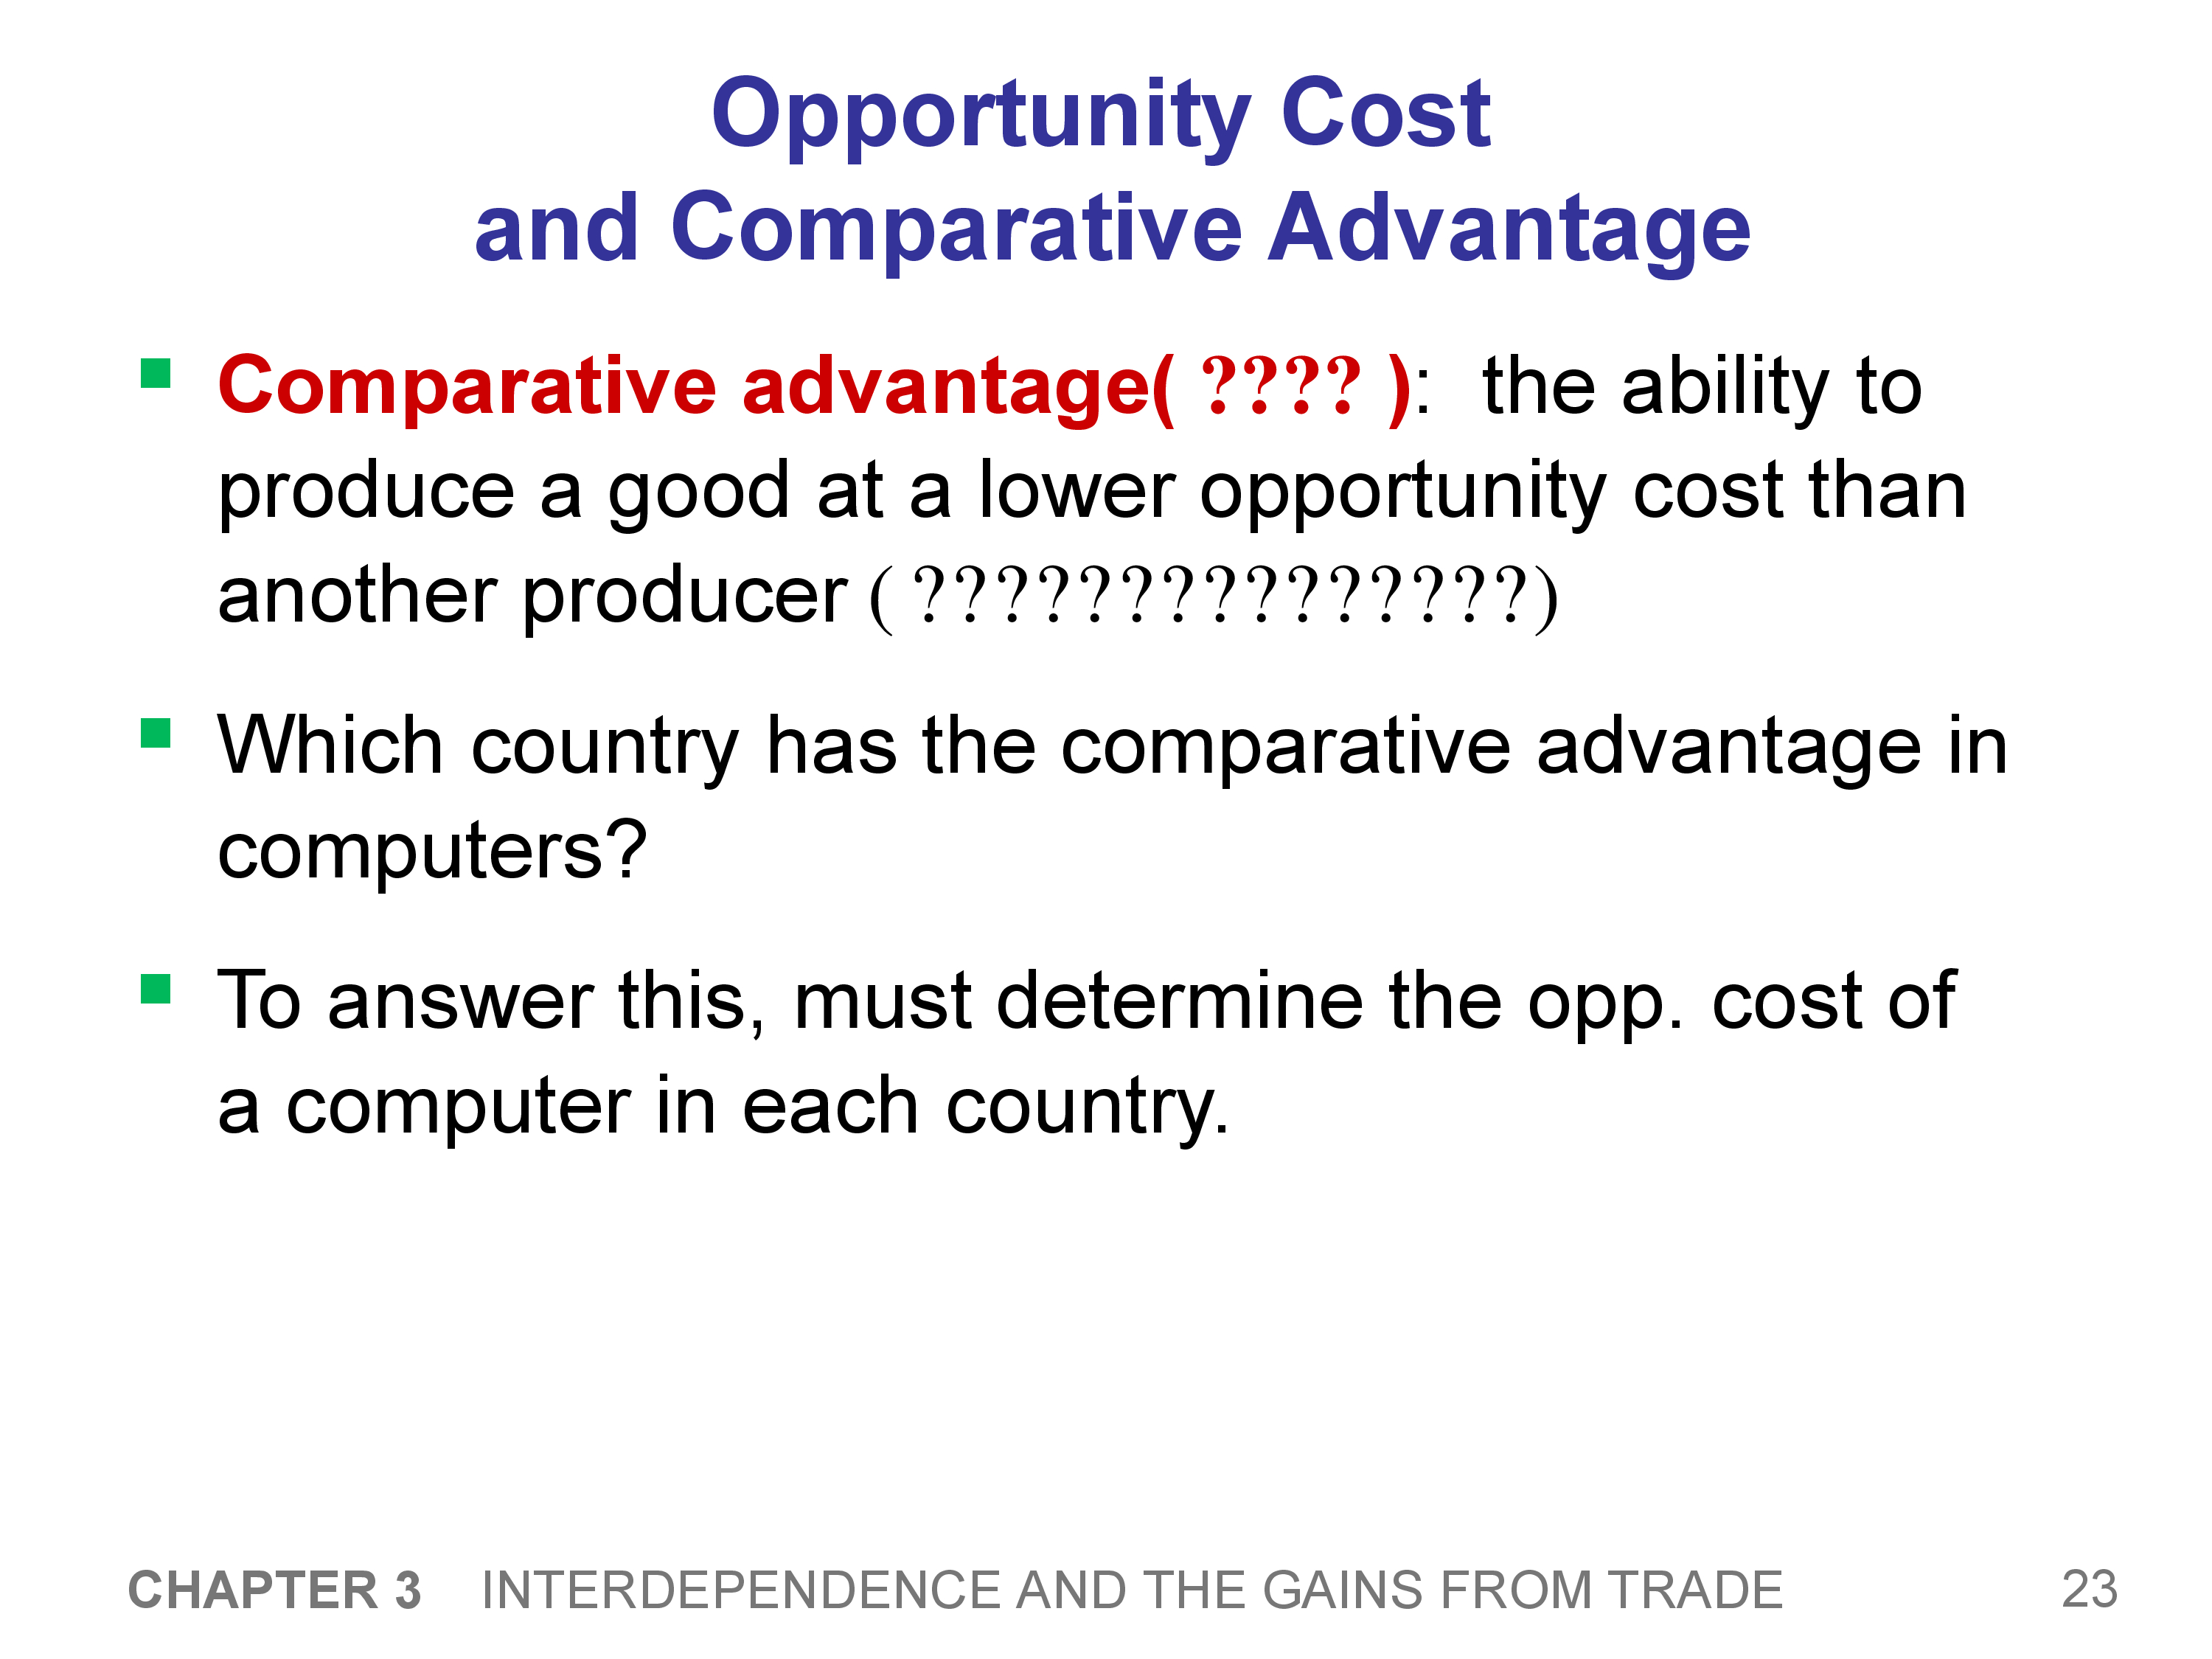 Opportunity Cost
and Comparative Advantage
Comparative advantage( ???? ):  the ability to
produce a good at a lower opportunity cost than
another producer ( ???????????????)
Which country has the comparative advantage in
computers?
To answer this, must determine the opp. cost of
a computer in each country.
CHAPTER 3 INTERDEPENDENCE AND THE GAINS FROM TRADE 23